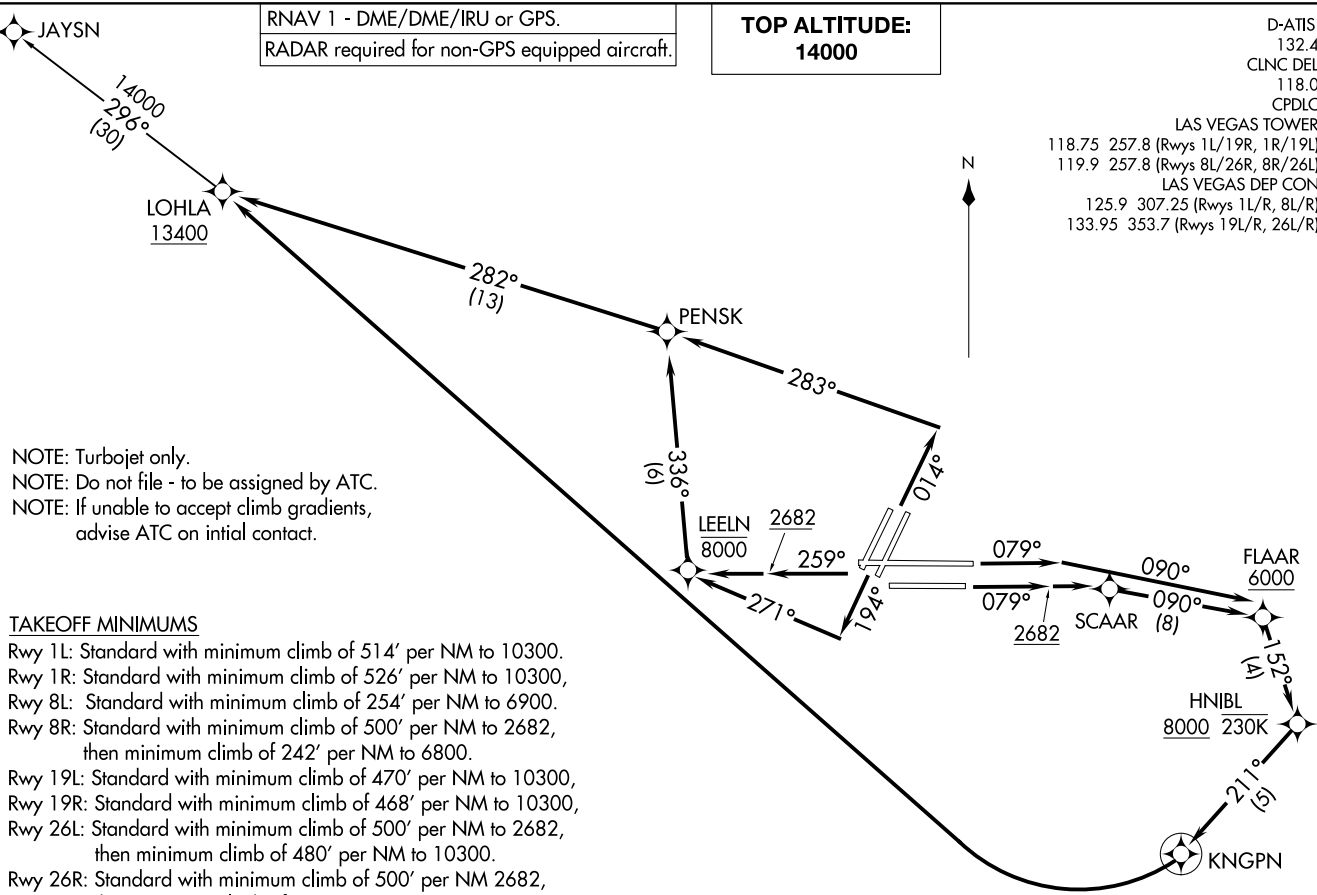 JAYSN
RNAV 1 - DME/DME/IRU or GPS.
RADAR required for non-GPS equipped aircraft.
TOP ALTITUDE:
14000
D-ATIS
132.4
CLNC DEL
118.0
CPDLC
LAS VEGAS TOWER
118.75 257.8 (Rwys 1L/19R, 1R/19L)
119.9 257.8 (Rwys 8L/26R, 8R/26L)
LAS VEGAS DEP CON
125.9 307.25 (Rwys 1L/R, 8L/R)
133.95 353.7 (Rwys 19L/R, 26L/R)
14000
296°
(30)
N
LOHLA
13400
282°
(13)
PENSK
283°
336°
(6)
014°
LEELN
8000
2682
259°
271°
194°
079°
079°
2682
SCAAR
090°
090°
(8)
FLAAR
6000
152°
(4)
HNIBL
8000 230K
211°
(5)
KNGPN
NOTE: Turbojet only.
NOTE: Do not file - to be assigned by ATC.
NOTE: If unable to accept climb gradients,
advise ATC on intial contact.
TAKEOFF MINIMUMS
Rwy 1L: Standard with minimum climb of 514' per NM to 10300.
Rwy 1R: Standard with minimum climb of 526' per NM to 10300,
Rwy 8L: Standard with minimum climb of 254' per NM to 6900.
Rwy 8R: Standard with minimum climb of 500' per NM to 2682,
then minimum climb of 242' per NM to 6800.
Rwy 19L: Standard with minimum climb of 470' per NM to 10300,
Rwy 19R: Standard with minimum climb of 468' per NM to 10300,
Rwy 26L: Standard with minimum climb of 500' per NM to 2682,
then minimum climb of 480' per NM to 10300.
Rwy 26R: Standard with minimum climb of 500' per NM 2682,